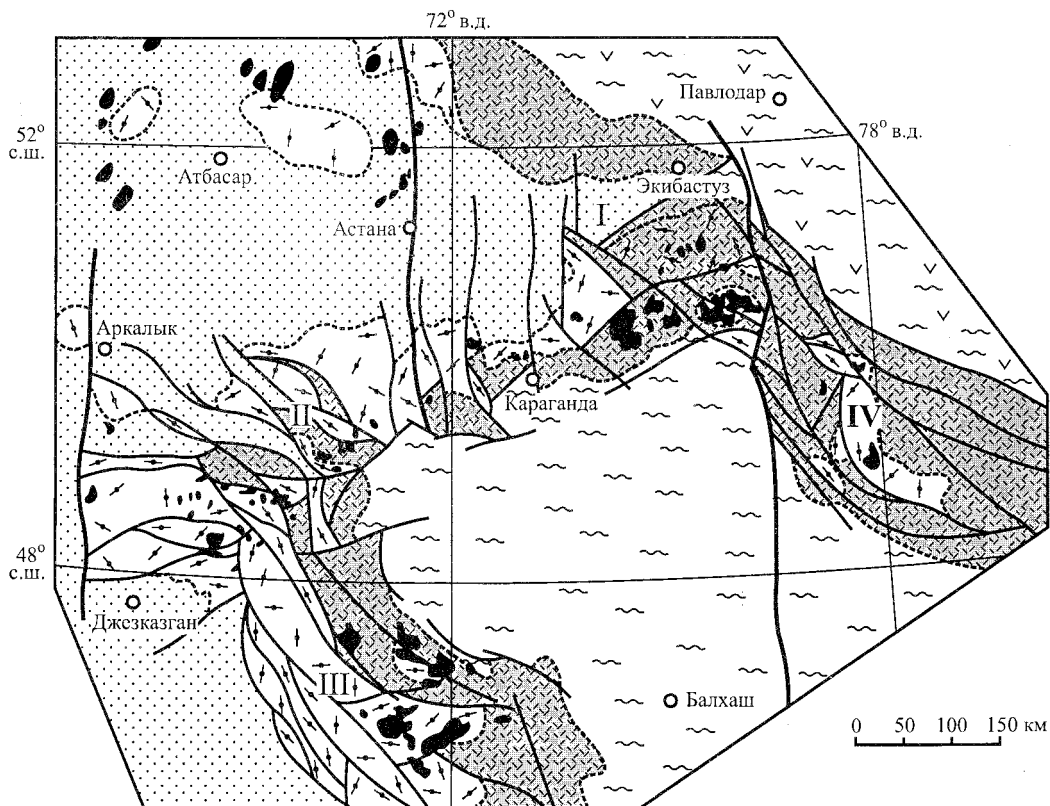 72° в.д.
Павлодар
52°
с.ш.
78° в.д.
Атбасар
Экибастуз
I
Астана
Аркалык
Караганда
II
IV
48°
с.ш.
Джезказган
III
Балхаш
0 50 100 150 км